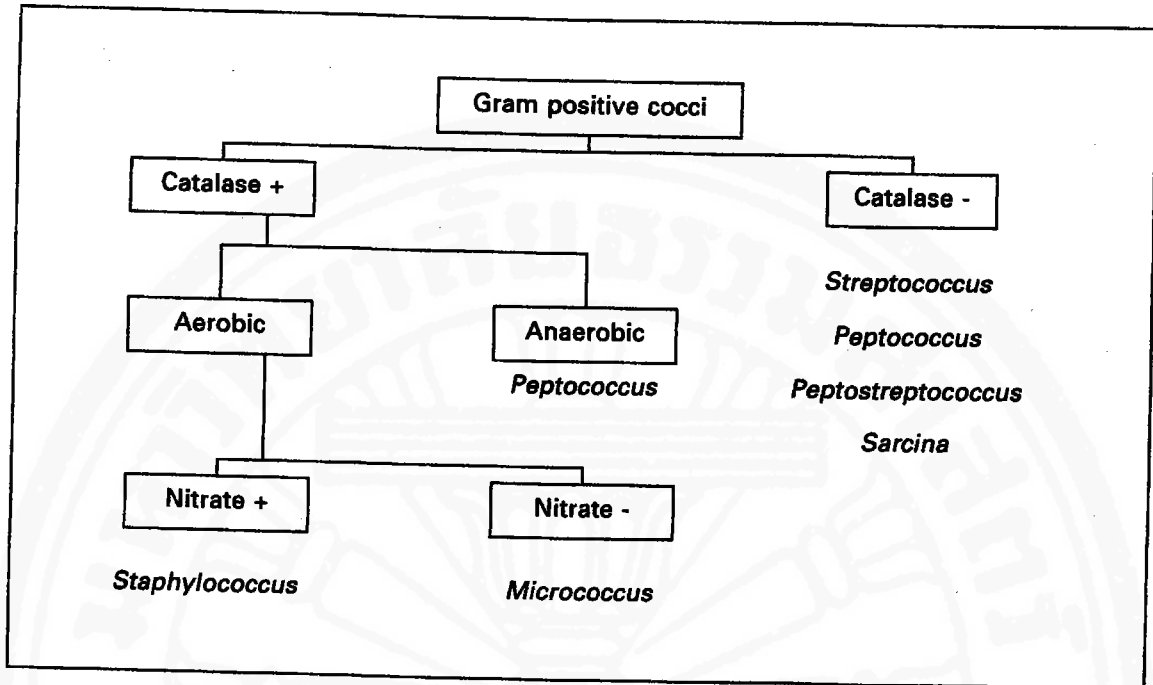 Gram positive cocci
Catalase +
Catalase -
Streptococcus
Peptococcus
Peptostreptococcus
Sarcina
Aerobic
Anaerobic
Peptococcus
Nitrate +
Nitrate -
Staphylococcus
Micrococcus